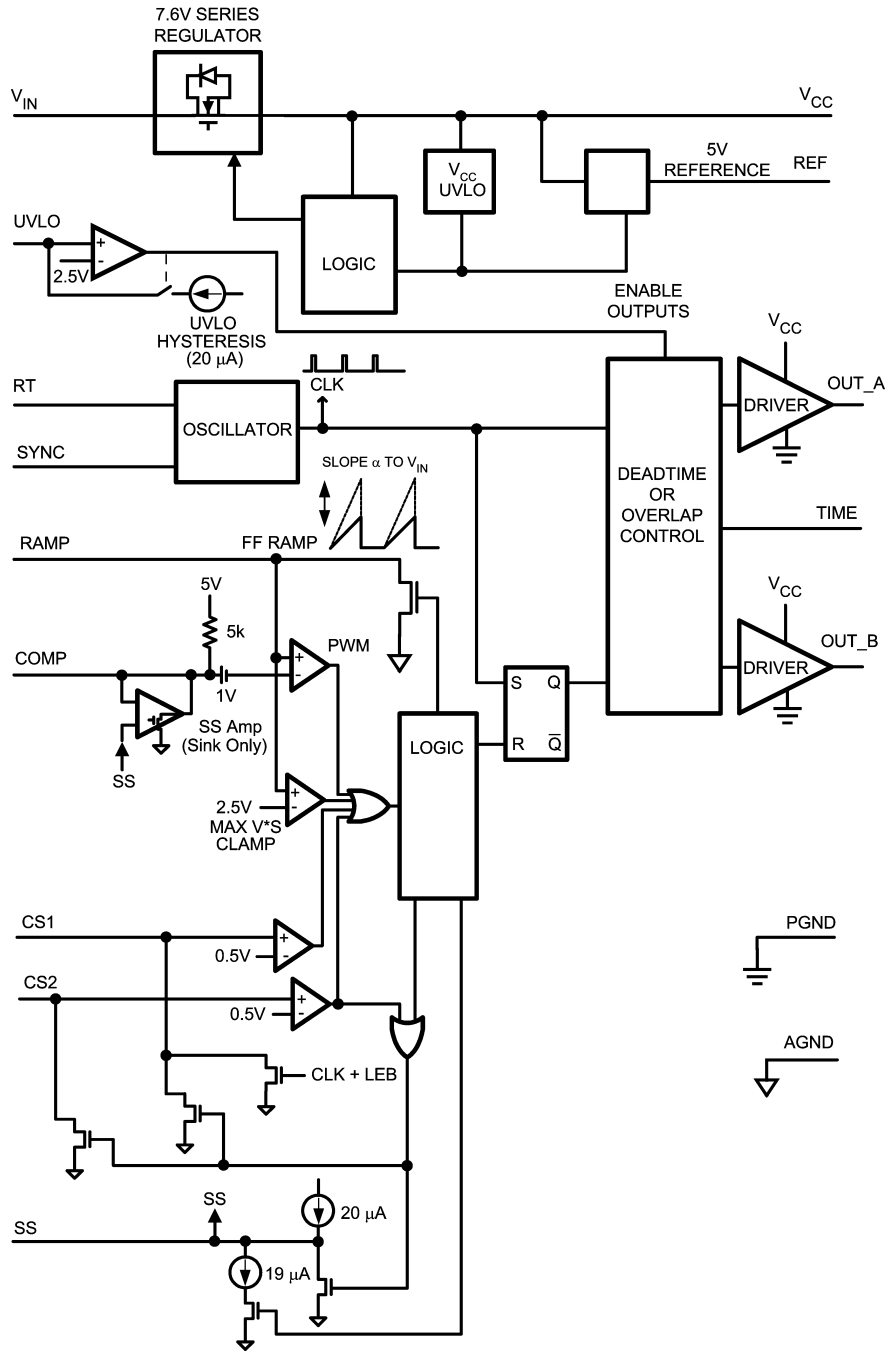 7.6V SERIES
REGULATOR
VIN
VCC
VCC
UVLO
5V
REFERENCE
REF
UVLO
+
-
2.5V
LOGIC
UVLO
HYSTERESIS
(20 µA)
ENABLE
OUTPUTS
VCC
OUT_A
DRIVER
RT
CLK
OSCILLATOR
SYNC
SLOPE α TO VIN
DEADTIME
OR
OVERLAP
CONTROL
TIME
RAMP
FF RAMP
5V
5k
PWM
COMP
+
-
1V
SS Amp
(Sink Only)
SS
VCC
OUT_B
DRIVER
S Q
R Q̅
LOGIC
+
-
2.5V
MAX V*S
CLAMP
CS1
+
-
0.5V
CS2
+
-
0.5V
PGND
AGND
CLK + LEB
SS
20 µA
SS
19 µA